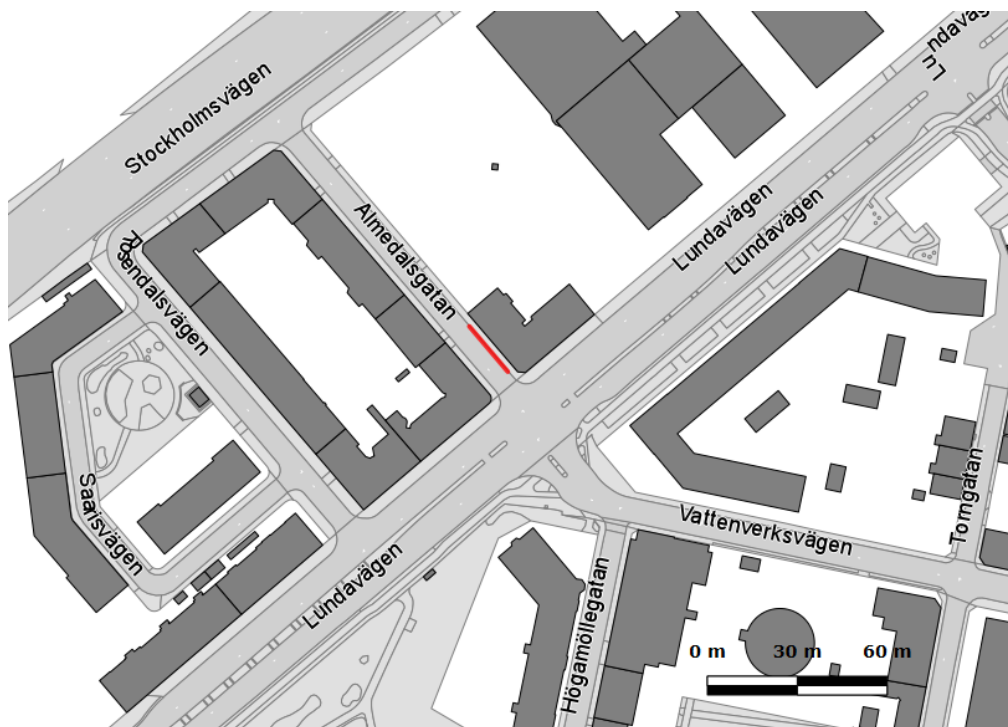 Lundavägen
Stockholmsvägen
Almedalsgatan
Lundavägen
Lundavägen
Rosendalsvägen
Saarisvägen
Lundavägen
Vattenverksvägen
Torngatan
Högamöllegatan
0 m 30 m 60 m